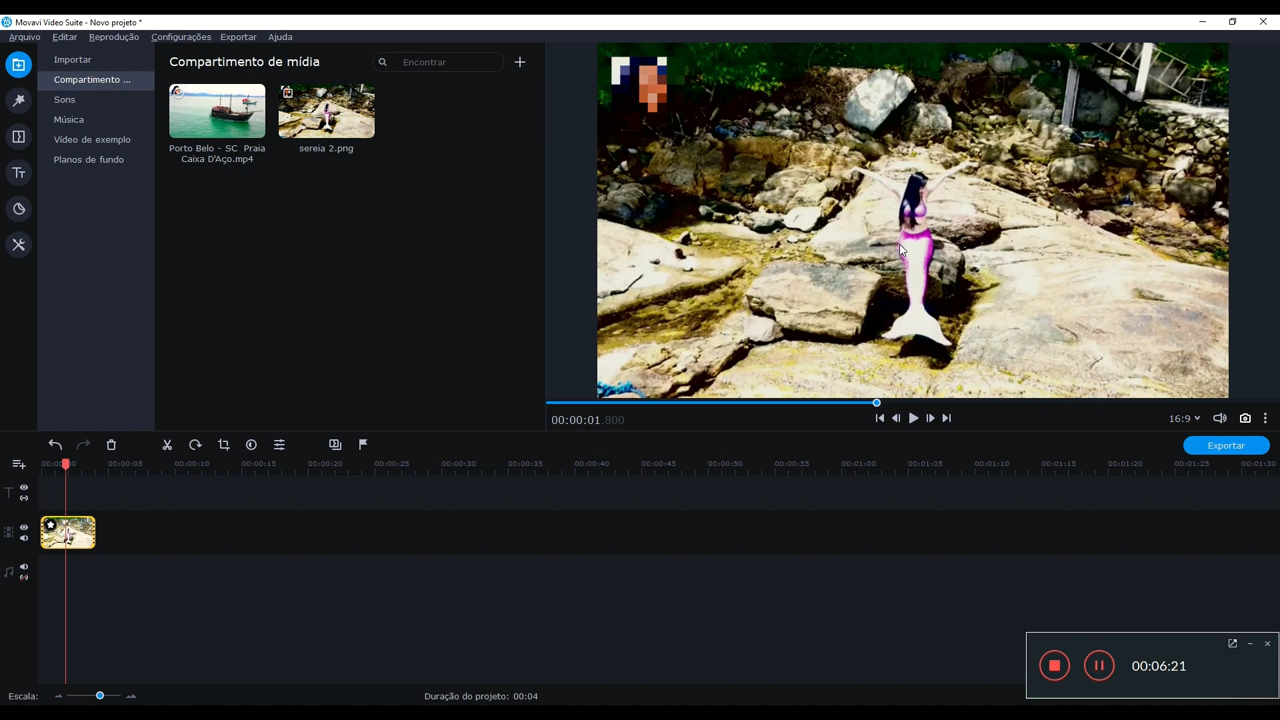 Movavi Video Suite - Novo projeto *
Arquivo Editar Reprodução Configurações Exportar Ajuda
Importar
Compartimento ...
Sons
Música
Vídeo de exemplo
Planos de fundo
Compartimento de mídia
Encontrar
Porto Belo - SC Praia
Caixa D'Aço.mp4
sereia 2.png
00:00:01.800
16:9
Exportar
00:00:00 00:00:05 00:00:10 00:00:15 00:00:20 00:00:25 00:00:30 00:00:35 00:00:40 00:00:45 00:00:50 00:00:55 00:01:00 00:01:05 00:01:10 00:01:15 00:01:20 00:01:25 00:01:30
00:06:21
Escala:
Duração do projeto: 00:04